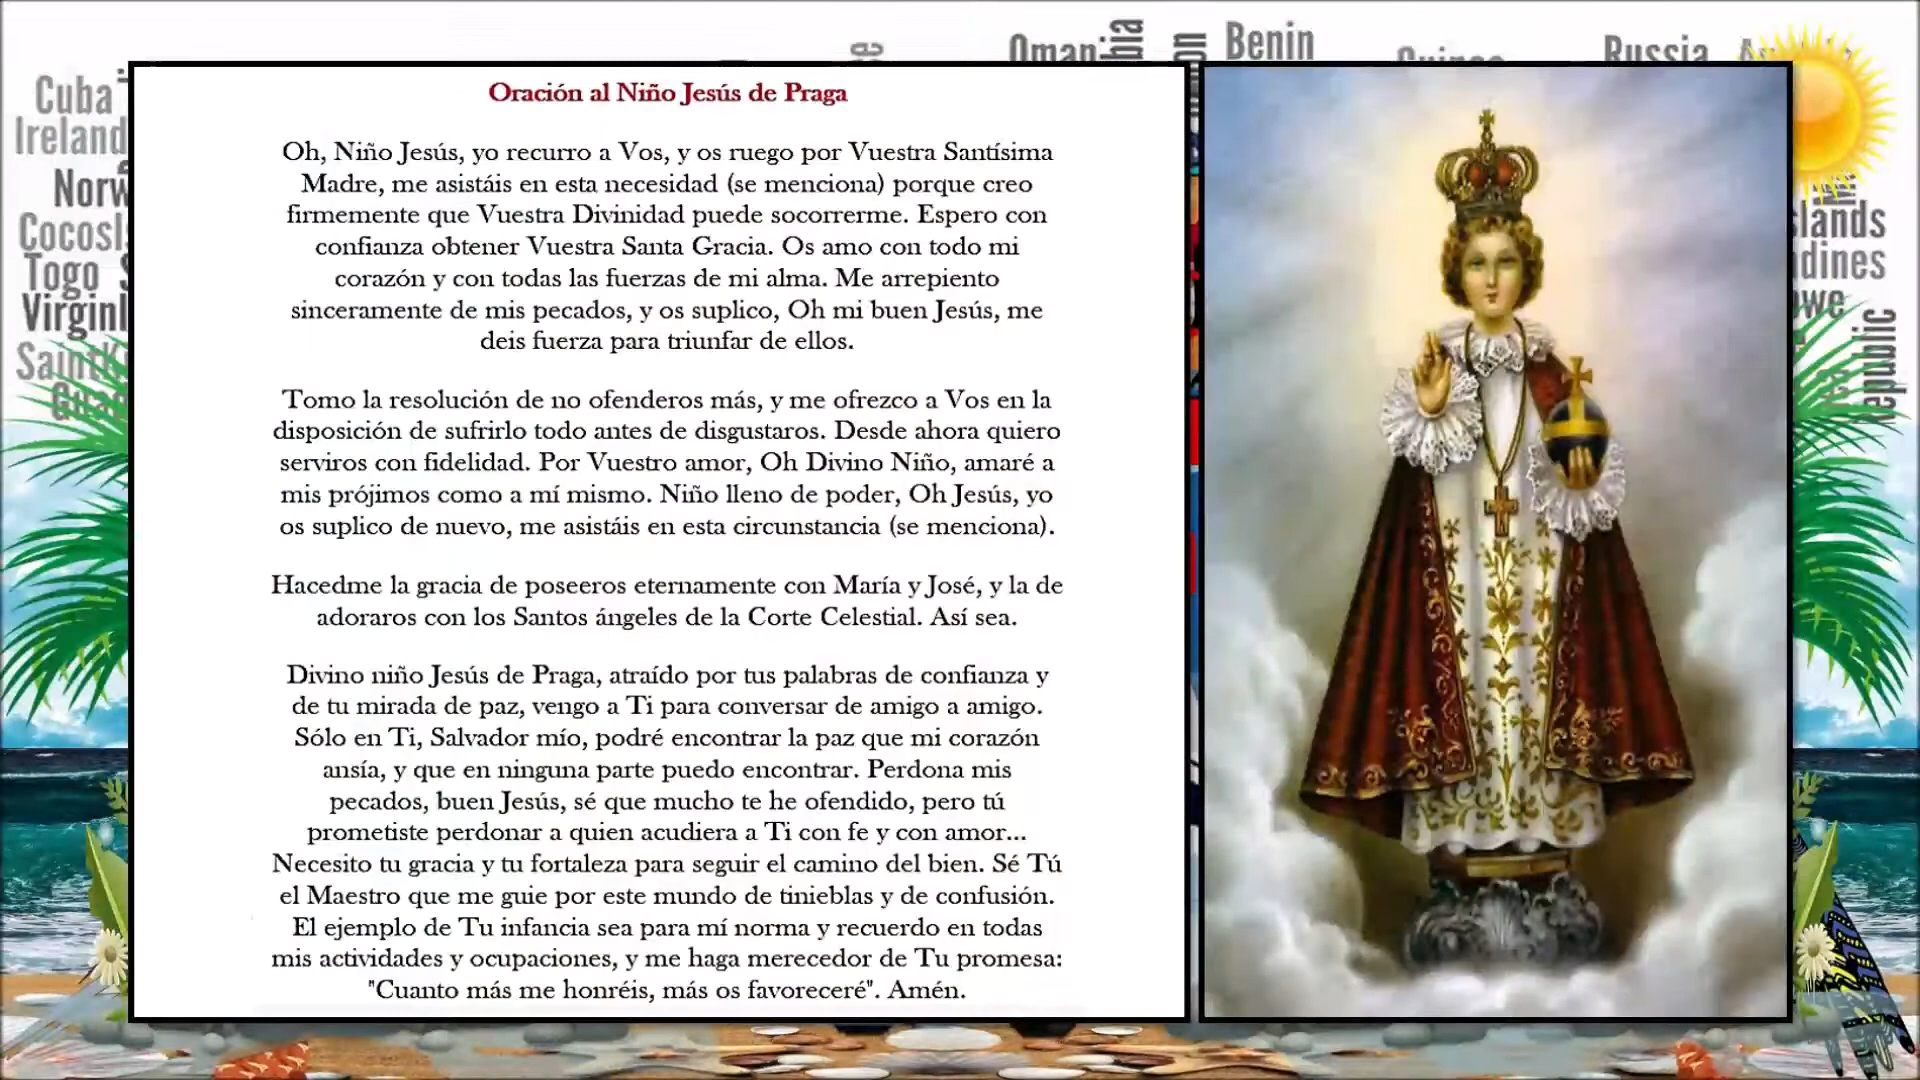 Oman
bia
Benin
Russia
Cuba
Ireland
Togo
Oración al Niño Jesús de Praga
Oh, Niño Jesús, yo recurro a Vos, y os ruego por Vuestra Santísima
Madre, me asistáis en esta necesidad (se menciona) porque creo
firmemente que Vuestra Divinidad puede socorrerme. Espero con
confianza obtener Vuestra Santa Gracia. Os amo con todo mi
corazón y con todas las fuerzas de mi alma. Me arrepiento
sinceramente de mis pecados, y os suplico, Oh mi buen Jesús, me
deis fuerza para triunfar de ellos.
Tomo la resolución de no ofenderos más, y me ofrezco a Vos en la
disposición de sufrirlo todo antes de disgustaros. Desde ahora quiero
serviros con fidelidad. Por Vuestro amor, Oh Divino Niño, amaré a
mis prójimos como a mí mismo. Niño lleno de poder, Oh Jesús, yo
os suplico de nuevo, me asistáis en esta circunstancia (se menciona).
Hacedme la gracia de poseeros eternamente con María y José, y la de
adoraros con los Santos ángeles de la Corte Celestial. Así sea.
Divino niño Jesús de Praga, atraído por tus palabras de confianza y
de tu mirada de paz, vengo a Ti para conversar de amigo a amigo.
Sólo en Ti, Salvador mío, podré encontrar la paz que mi corazón
ansía, y que en ninguna parte puedo encontrar. Perdona mis
pecados, buen Jesús, sé que mucho te he ofendido, pero tú
prometiste perdonar a quien acudiera a Ti con fe y con amor...
Necesito tu gracia y tu fortaleza para seguir el camino del bien. Sé Tú
el Maestro que me guie por este mundo de tinieblas y de confusión.
El ejemplo de Tu infancia sea para mí norma y recuerdo en todas
mis actividades y ocupaciones, y me haga merecedor de Tu promesa:
"Cuanto más me honréis, más os favoreceré". Amén.
slands
dines
Republic